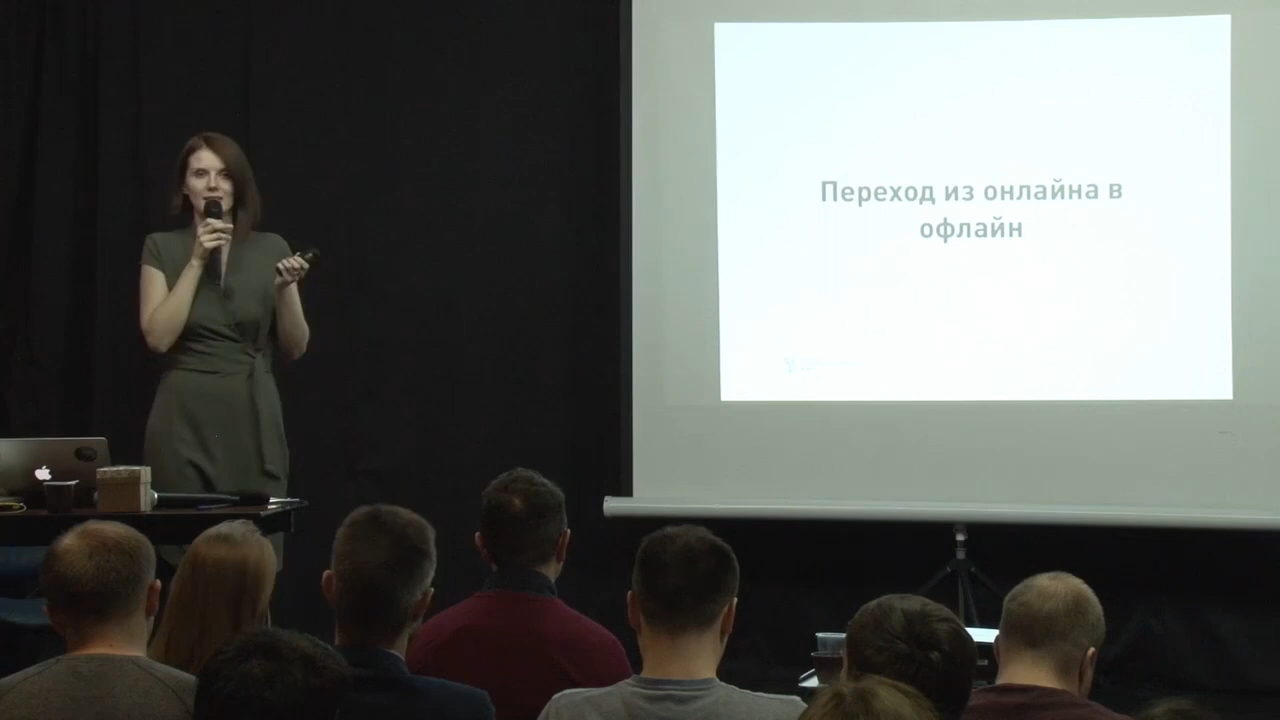 Переход из онлайна в
офлайн